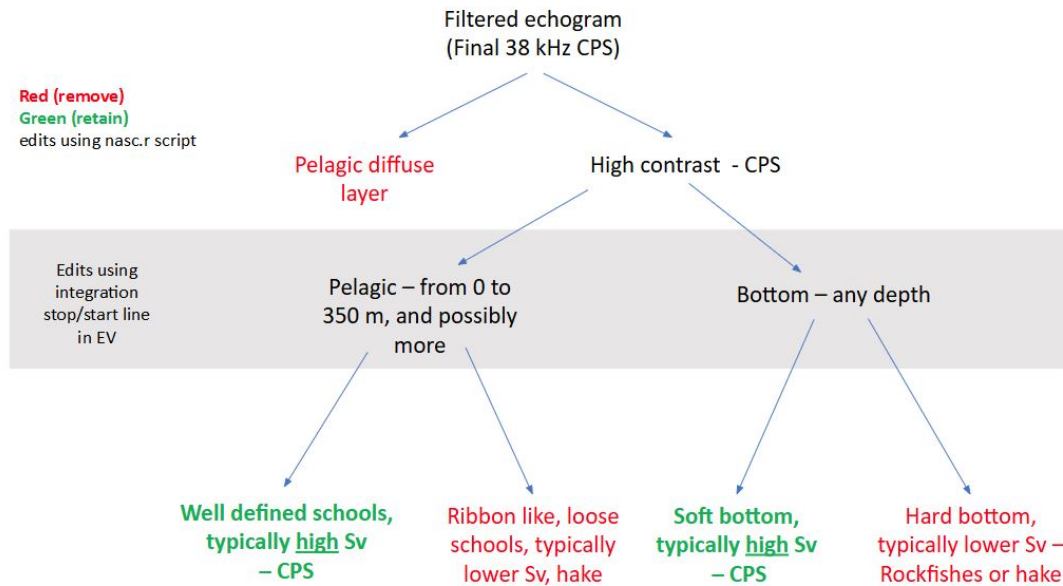 Filtered echogram
(Final 38 kHz CPS)
Red (remove)
Green (retain)
edits using nasc.r script
Pelagic diffuse
layer
High contrast - CPS
Edits using
integration
stop/start line
in EV
Pelagic – from 0 to
350 m, and possibly
more
Bottom – any depth
Well defined schools,
typically high Sv
– CPS
Ribbon like, loose
schools, typically
lower Sv, hake
Soft bottom,
typically high Sv
– CPS
Hard bottom,
typically lower Sv –
Rockfishes or hake